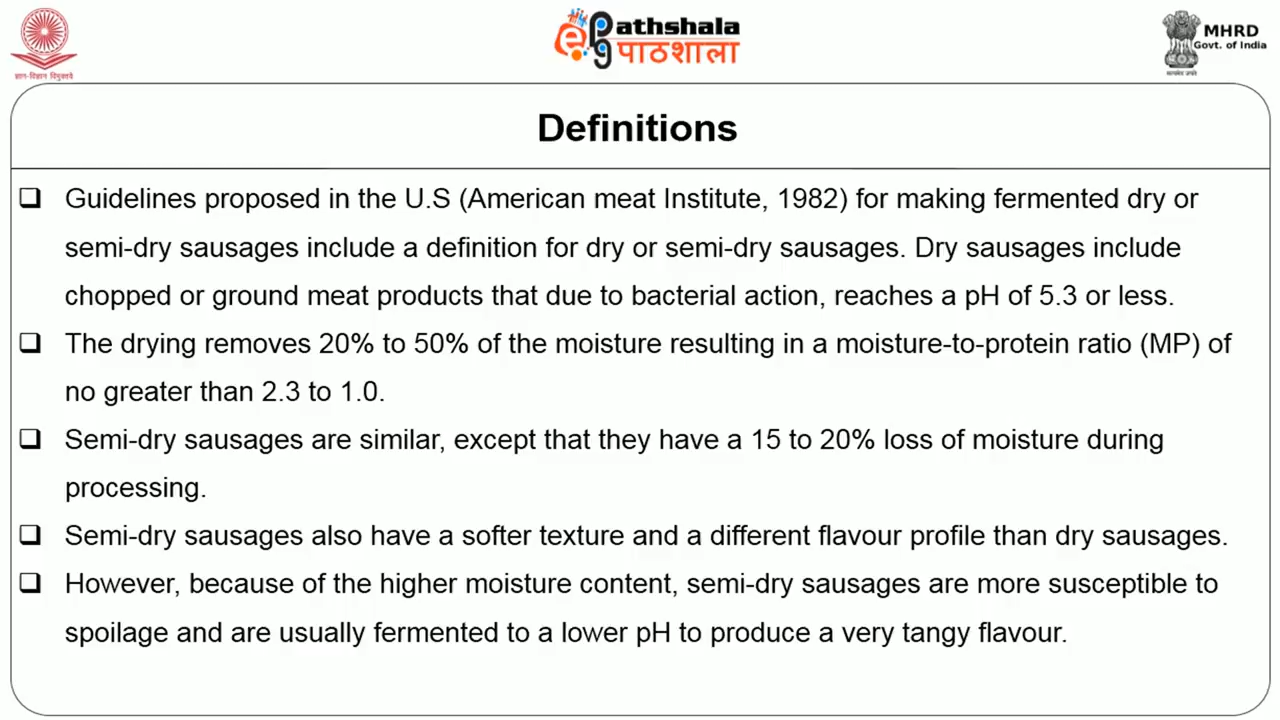 ज्ञान-विज्ञान विमुक्तये
ePathshala
पाठशाला
सत्यमेव जयते
MHRD
Govt. of India
Definitions
❑ Guidelines proposed in the U.S (American meat Institute, 1982) for making fermented dry or
semi-dry sausages include a definition for dry or semi-dry sausages. Dry sausages include
chopped or ground meat products that due to bacterial action, reaches a pH of 5.3 or less.
❑ The drying removes 20% to 50% of the moisture resulting in a moisture-to-protein ratio (MP) of
no greater than 2.3 to 1.0.
❑ Semi-dry sausages are similar, except that they have a 15 to 20% loss of moisture during
processing.
❑ Semi-dry sausages also have a softer texture and a different flavour profile than dry sausages.
❑ However, because of the higher moisture content, semi-dry sausages are more susceptible to
spoilage and are usually fermented to a lower pH to produce a very tangy flavour.